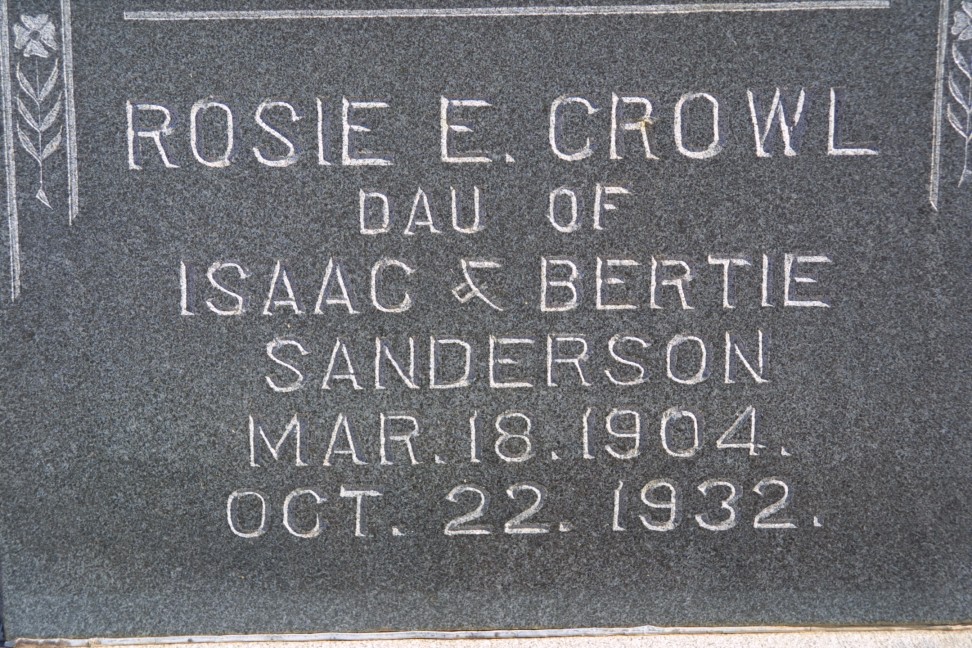 ROSIE E. CROWL
DAU OF
ISAAC & BERTIE
SANDERSON
MAR. 18. 1904.
OCT. 22. 1932.